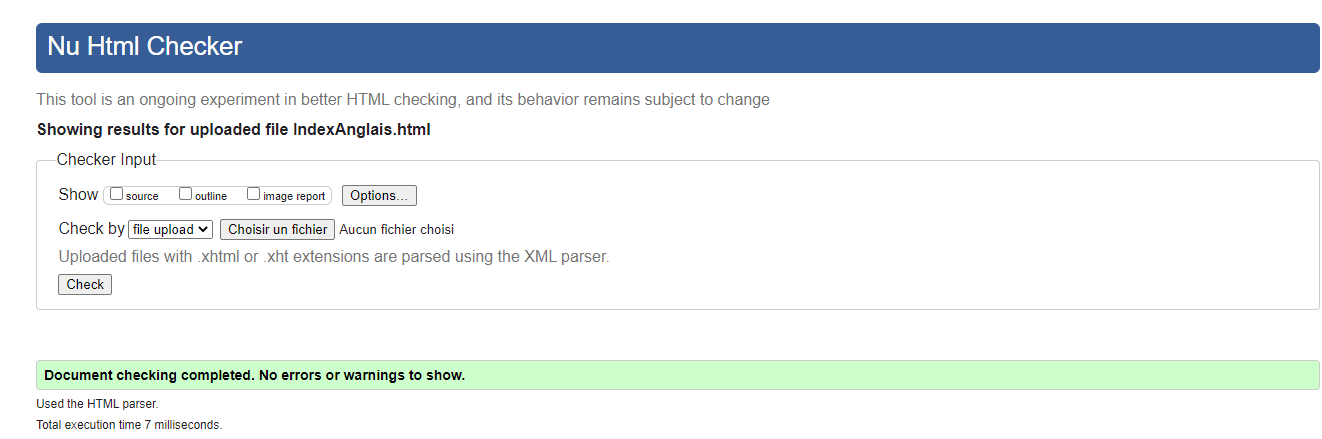 Nu Html Checker
This tool is an ongoing experiment in better HTML checking, and its behavior remains subject to change
Showing results for uploaded file IndexAnglais.html
Checker Input
Show source outline image report Options...
Check by file upload Choisir un fichier Aucun fichier choisi
Uploaded files with .xhtml or .xht extensions are parsed using the XML parser.
Check
Document checking completed. No errors or warnings to show.
Used the HTML parser.
Total execution time 7 milliseconds.